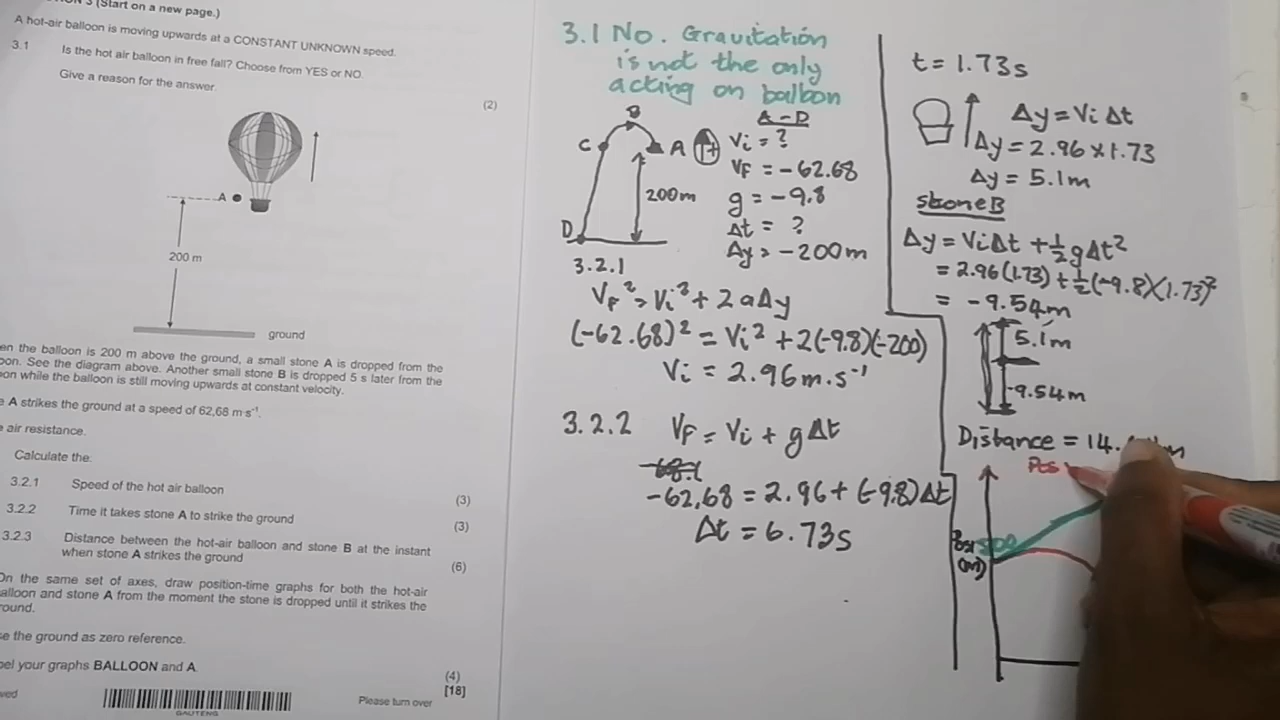 (Start on a new page.)
A hot-air balloon is moving upwards at a CONSTANT UNKNOWN speed.
3.1 Is the hot air balloon in free fall? Choose from YES or NO.
Give a reason for the answer.
(2)
A
200 m
ground
the balloon is 200 m above the ground, a small stone A is dropped from the
See the diagram above. Another small stone B is dropped 5 s later from the
while the balloon is still moving upwards at constant velocity.
A strikes the ground at a speed of 62,68 m·s⁻¹.
air resistance.
Calculate the:
3.2.1 Speed of the hot air balloon
(3)
3.2.2 Time it takes stone A to strike the ground
(3)
3.2.3 Distance between the hot-air balloon and stone B at the instant
when stone A strikes the ground
(6)
On the same set of axes, draw position-time graphs for both the hot-air
and stone A from the moment the stone is dropped until it strikes the
the ground as zero reference.
your graphs BALLOON and A.
(4)
[18]
GAUTENG
Please turn over
3.1 No. Gravitation
is not the only
acting on balloon
B
C
A
D
200m
A-D
Vi = ?
VF = -62.68
g = -9,8
Δt = ?
Δy = -200m
3.2.1
VF² = Vi² + 2aΔy
(-62.68)² = Vi² + 2(-9.8)(-200)
Vi = 2.96m.s⁻¹
3.2.2 VF = Vi + gΔt
-62,68 = 2.96 + (-9.8)Δt
Δt = 6.73s
t = 1.73s
Δy = ViΔt
Δy = 2.96 × 1.73
Δy = 5.1m
stone B
Δy = ViΔt + ½gΔt²
= 2.96(1.73) + ½(-9.8)(1.73)²
= -9.54m
5.1m
-9.54m
Distance = 14.
Pos
200
(m)